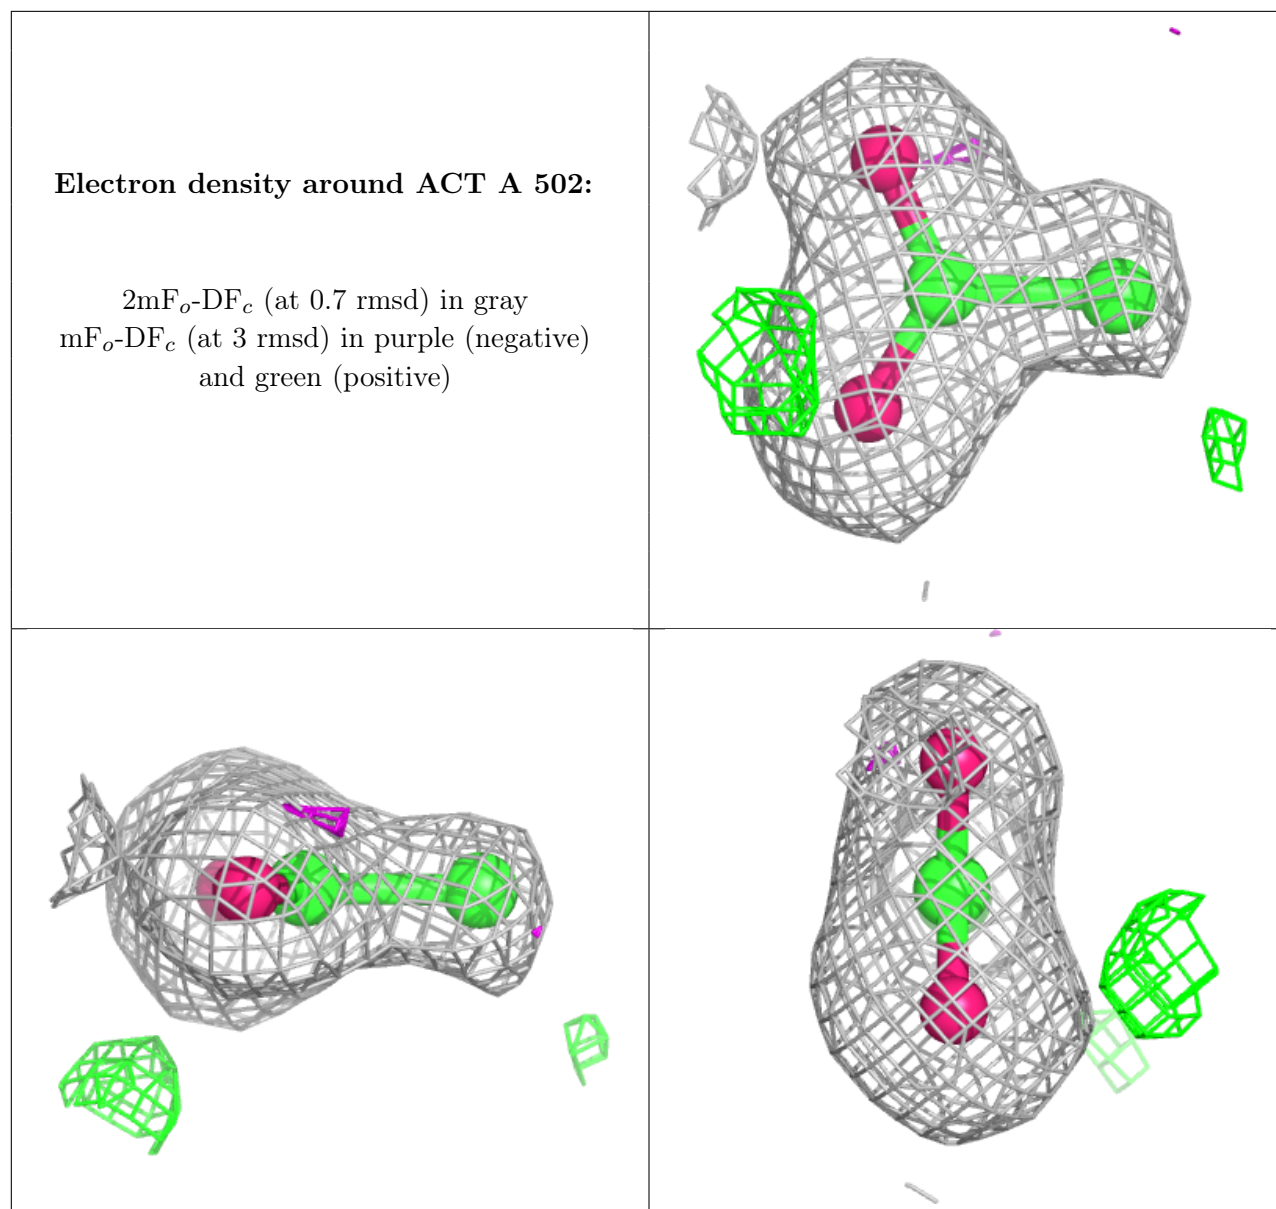 Electron density around ACT A 502:
2mFo-DFc (at 0.7 rmsd) in gray
mFo-DFc (at 3 rmsd) in purple (negative)
and green (positive)